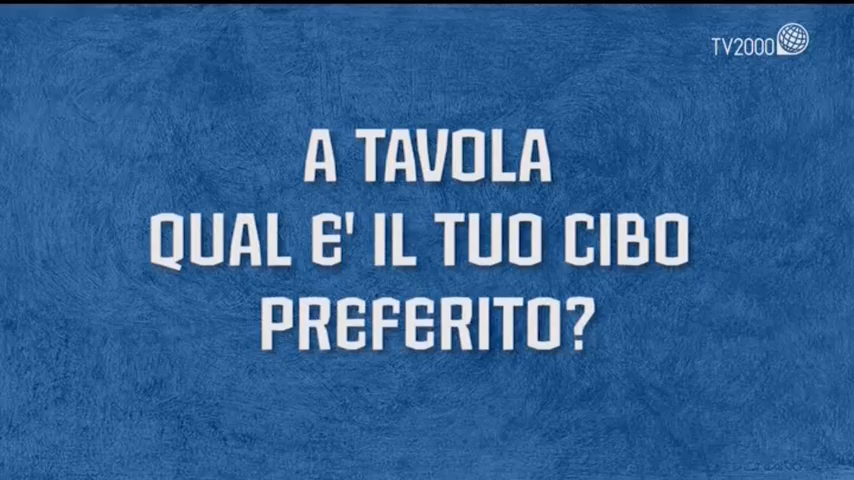 TV2000
A TAVOLA
QUAL E' IL TUO CIBO
PREFERITO?